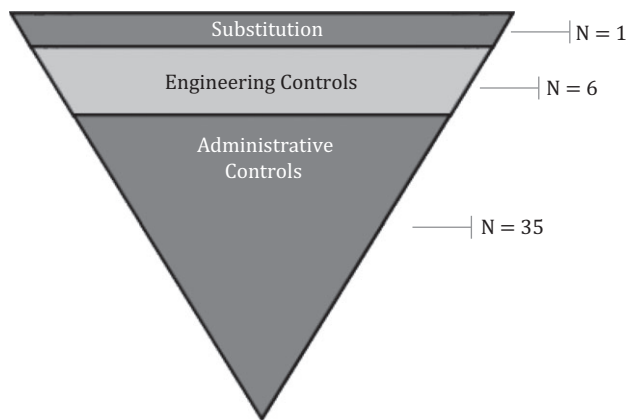 Substitution
N = 1
Engineering Controls
N = 6
Administrative
Controls
N = 35